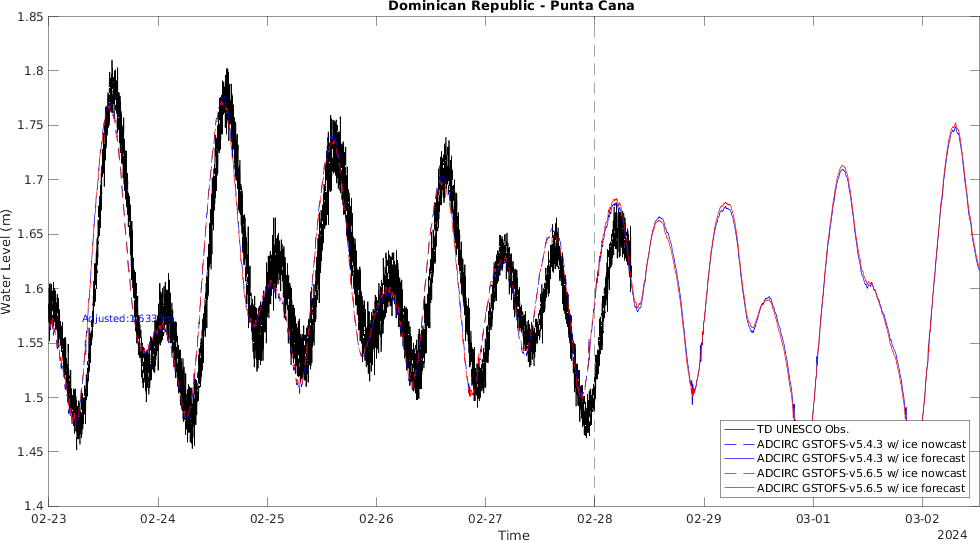 Dominican Republic - Punta Cana
Water Level (m)
1.85
1.8
1.75
1.7
1.65
1.6
1.55
1.5
1.45
1.4
TD UNESCO Obs.
ADCIRC GSTOFS-v5.4.3 w/ ice nowcast
ADCIRC GSTOFS-v5.4.3 w/ ice forecast
ADCIRC GSTOFS-v5.6.5 w/ ice nowcast
ADCIRC GSTOFS-v5.6.5 w/ ice forecast
02-23
02-24
02-25
02-26
02-27
02-28
02-29
03-01
03-02
Time
2024